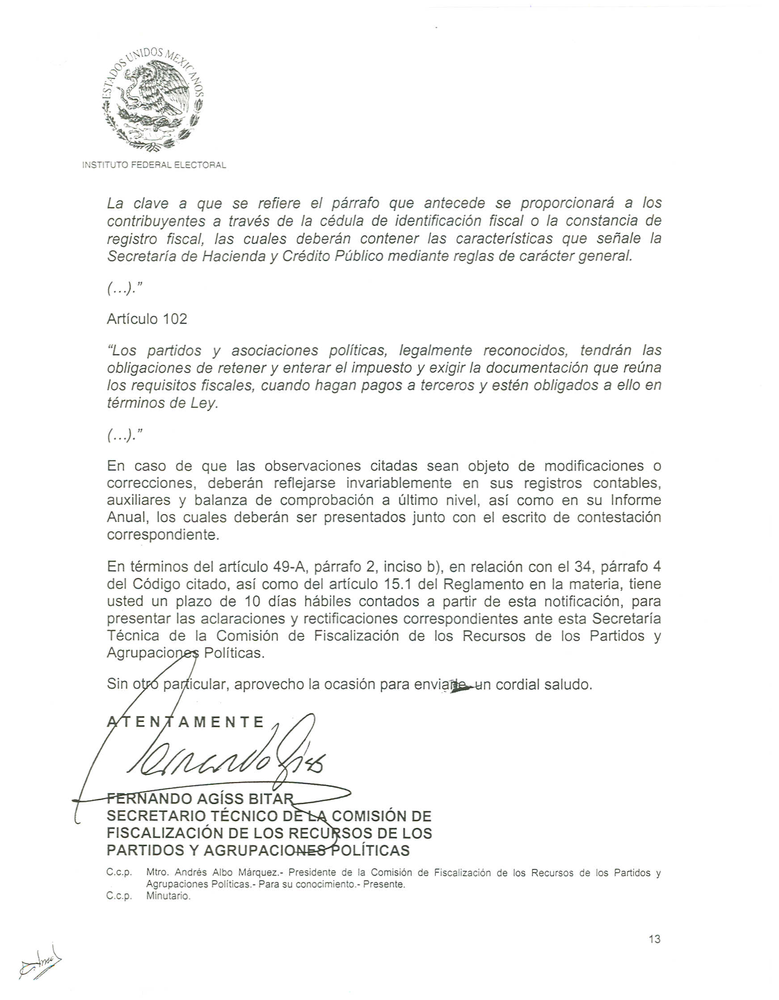 ESTADOS UNIDOS MEXICANOS
INSTITUTO FEDERAL ELECTORAL
La clave a que se refiere el párrafo que antecede se proporcionará a los
contribuyentes a través de la cédula de identificación fiscal o la constancia de
registro fiscal, las cuales deberán contener las características que señale la
Secretaría de Hacienda y Crédito Público mediante reglas de carácter general.
(...).”
Artículo 102
“Los partidos y asociaciones políticas, legalmente reconocidos, tendrán las
obligaciones de retener y enterar el impuesto y exigir la documentación que reúna
los requisitos fiscales, cuando hagan pagos a terceros y estén obligados a ello en
términos de Ley.
(...).”
En caso de que las observaciones citadas sean objeto de modificaciones o
correcciones, deberán reflejarse invariablemente en sus registros contables,
auxiliares y balanza de comprobación a último nivel, así como en su Informe
Anual, los cuales deberán ser presentados junto con el escrito de contestación
correspondiente.
En términos del artículo 49-A, párrafo 2, inciso b), en relación con el 34, párrafo 4
del Código citado, así como del artículo 15.1 del Reglamento en la materia, tiene
usted un plazo de 10 días hábiles contados a partir de esta notificación, para
presentar las aclaraciones y rectificaciones correspondientes ante esta Secretaría
Técnica de la Comisión de Fiscalización de los Recursos de los Partidos y
Agrupaciones Políticas.
Sin otro particular, aprovecho la ocasión para enviarle un cordial saludo.
A T E N T A M E N T E
FERNANDO AGÍSS BITAR
SECRETARIO TÉCNICO DE LA COMISIÓN DE
FISCALIZACIÓN DE LOS RECURSOS DE LOS
PARTIDOS Y AGRUPACIONES POLÍTICAS
C.c.p. Mtro. Andrés Albo Márquez.- Presidente de la Comisión de Fiscalización de los Recursos de los Partidos y
Agrupaciones Políticas.- Para su conocimiento.- Presente.
C.c.p. Minutario.
13